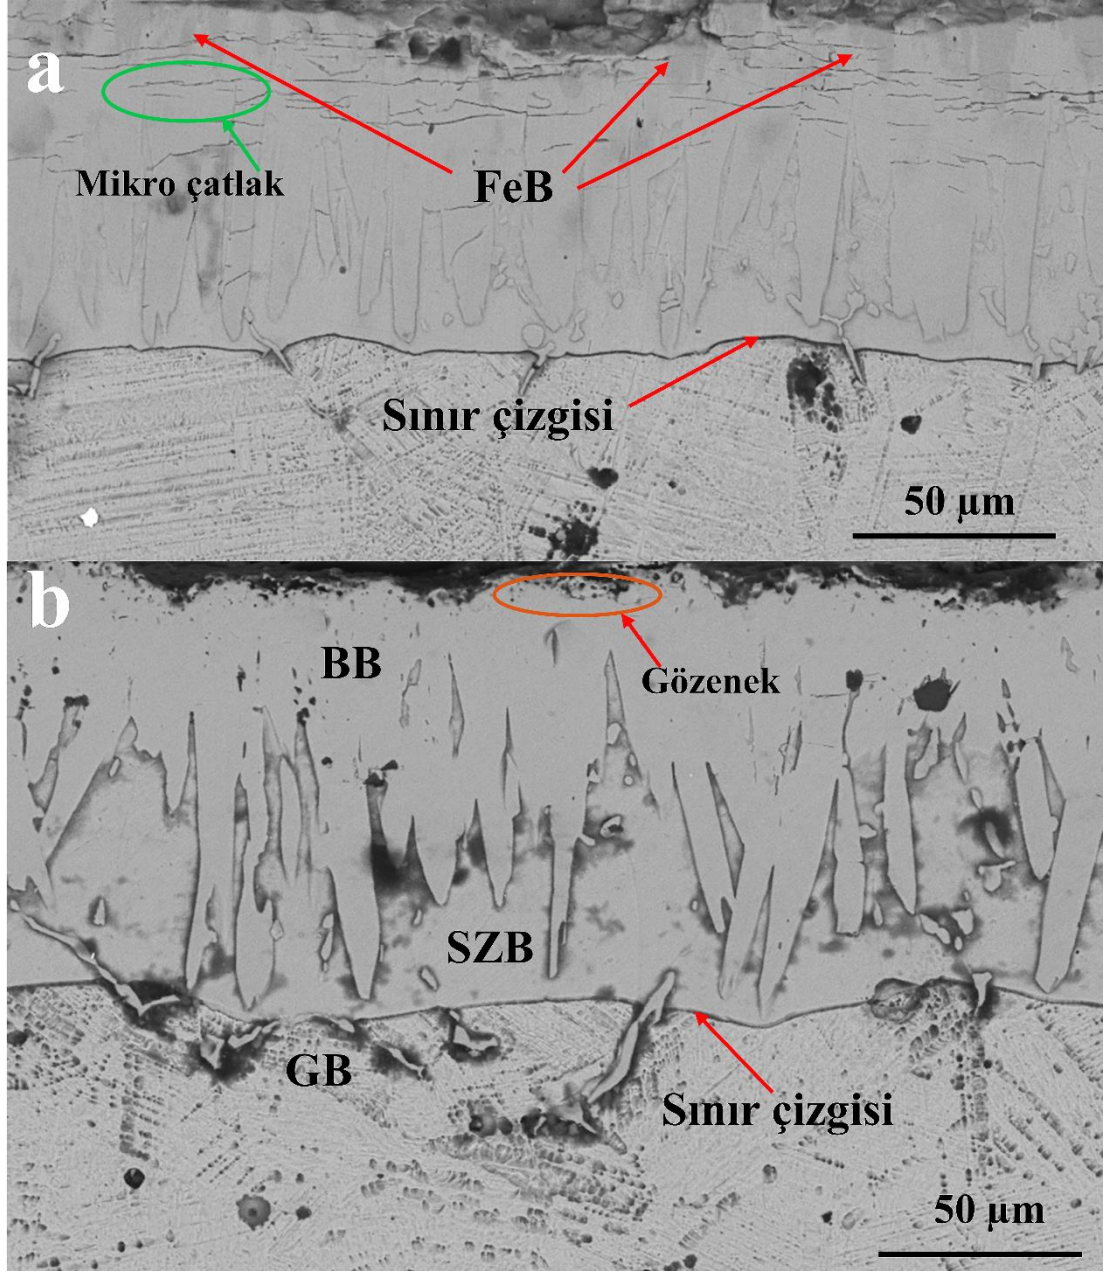 a
Mikro çatlak
FeB
Sınır çizgisi
50 µm
b
BB
Gözenek
SZB
GB
Sınır çizgisi
50 µm